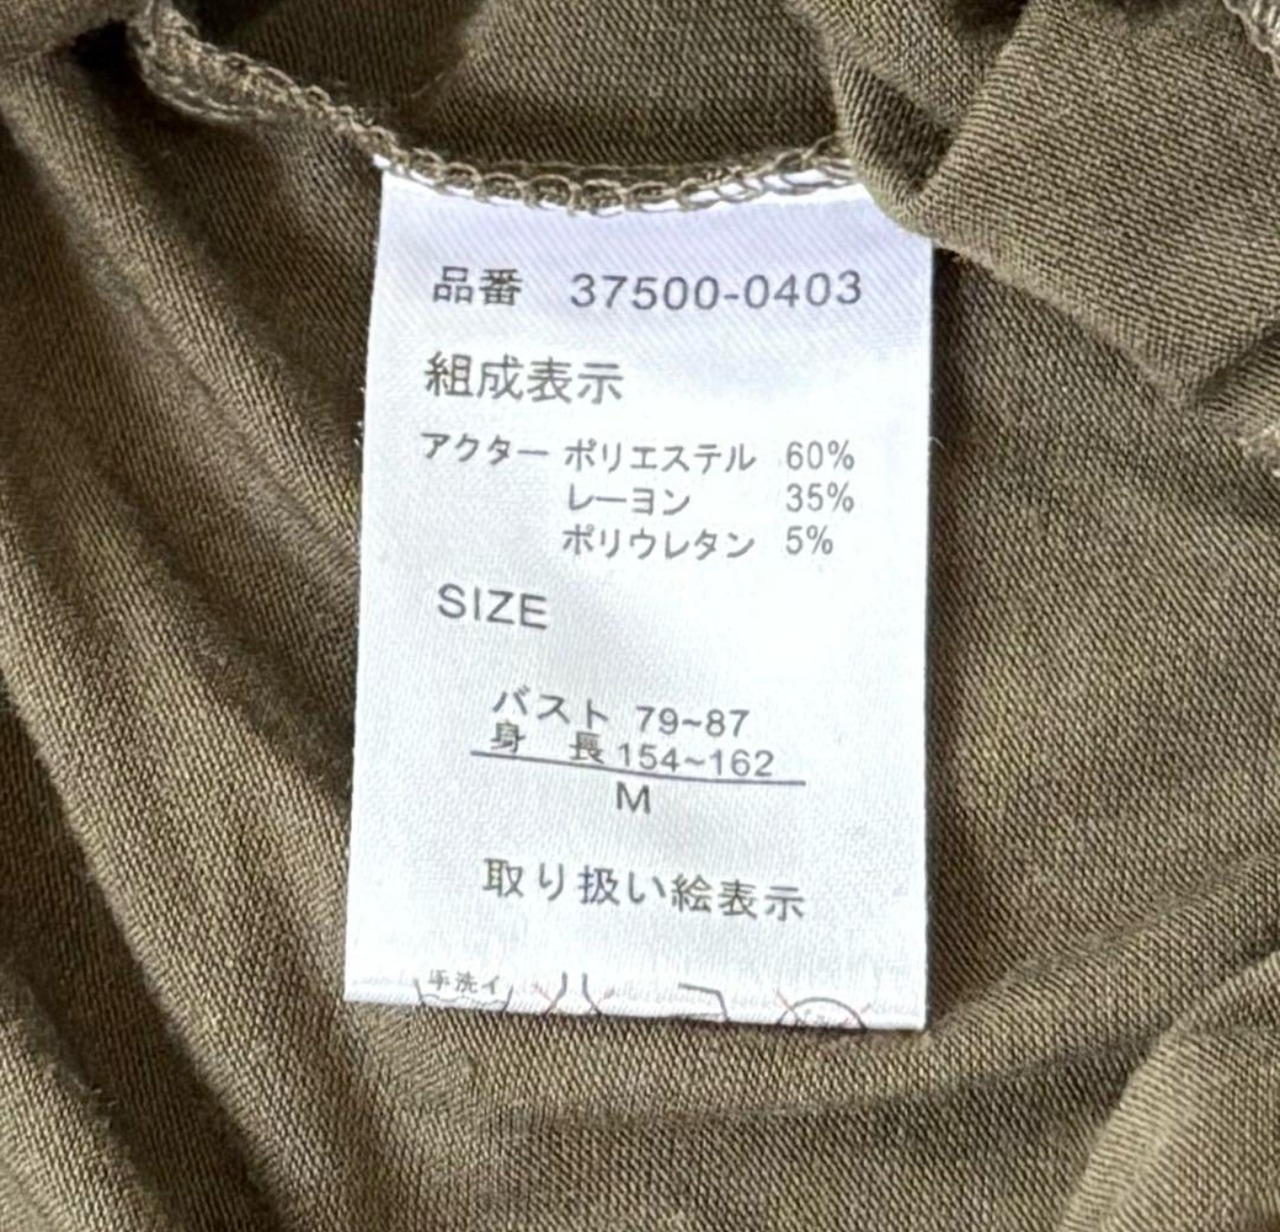 品番 37500-0403
組成表示
アクター ポリエステル 60%
レーヨン 35%
ポリウレタン 5%
SIZE
バスト 79~87
身 長 154~162
M
取り扱い絵表示
手洗イ